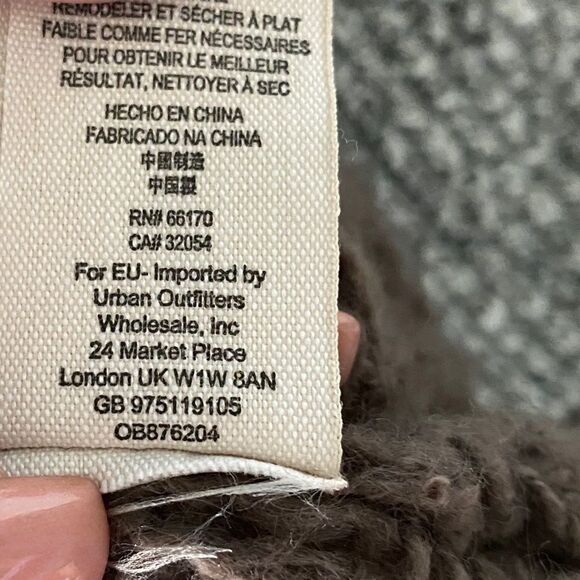 REMODELER ET SÉCHER À PLAT
FAIBLE COMME FER NÉCESSAIRES
POUR OBTENIR LE MEILLEUR
RÉSULTAT, NETTOYER À SEC
HECHO EN CHINA
FABRICADO NA CHINA
中國制造
中国製
RN# 66170
CA# 32054
For EU- Imported by
Urban Outfitters
Wholesale, Inc
24 Market Place
London UK W1W 8AN
GB 975119105
OB876204